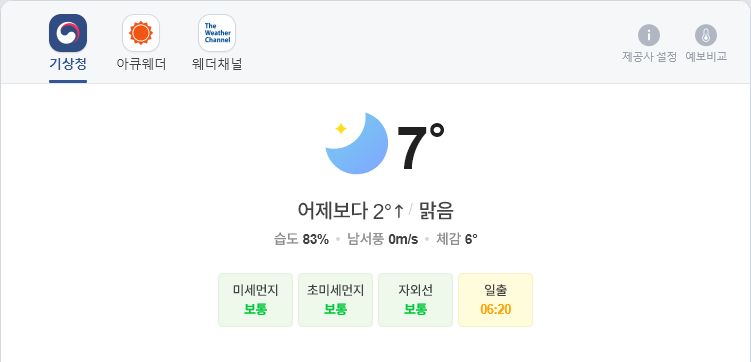 The
Weather
Channel
기상청 아큐웨더 웨더채널
제공사 설정 예보비교
7°
어제보다 2°↑ / 맑음
습도 83% • 남서풍 0m/s • 체감 6°
미세먼지 초미세먼지 자외선 일출
보통 보통 보통 06:20